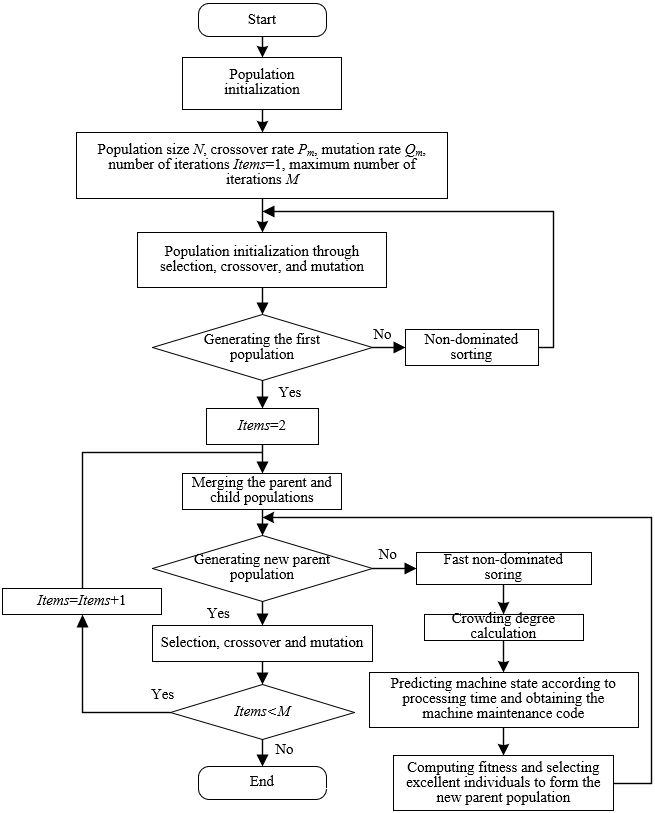 Start
Population
initialization
Population size N, crossover rate Pm, mutation rate Qm,
number of iterations Items=1, maximum number of
iterations M
Population initialization through
selection, crossover, and mutation
Generating the first
population
No
Non-dominated
sorting
Yes
Items=2
Merging the parent and
child populations
Generating new parent
population
No
Fast non-dominated
soring
Items=Items+1
Yes
Crowding degree
calculation
Selection, crossover and mutation
Predicting machine state according to
processing time and obtaining the
machine maintenance code
Yes
Items<M
No
Computing fitness and selecting
excellent individuals to form the
new parent population
End